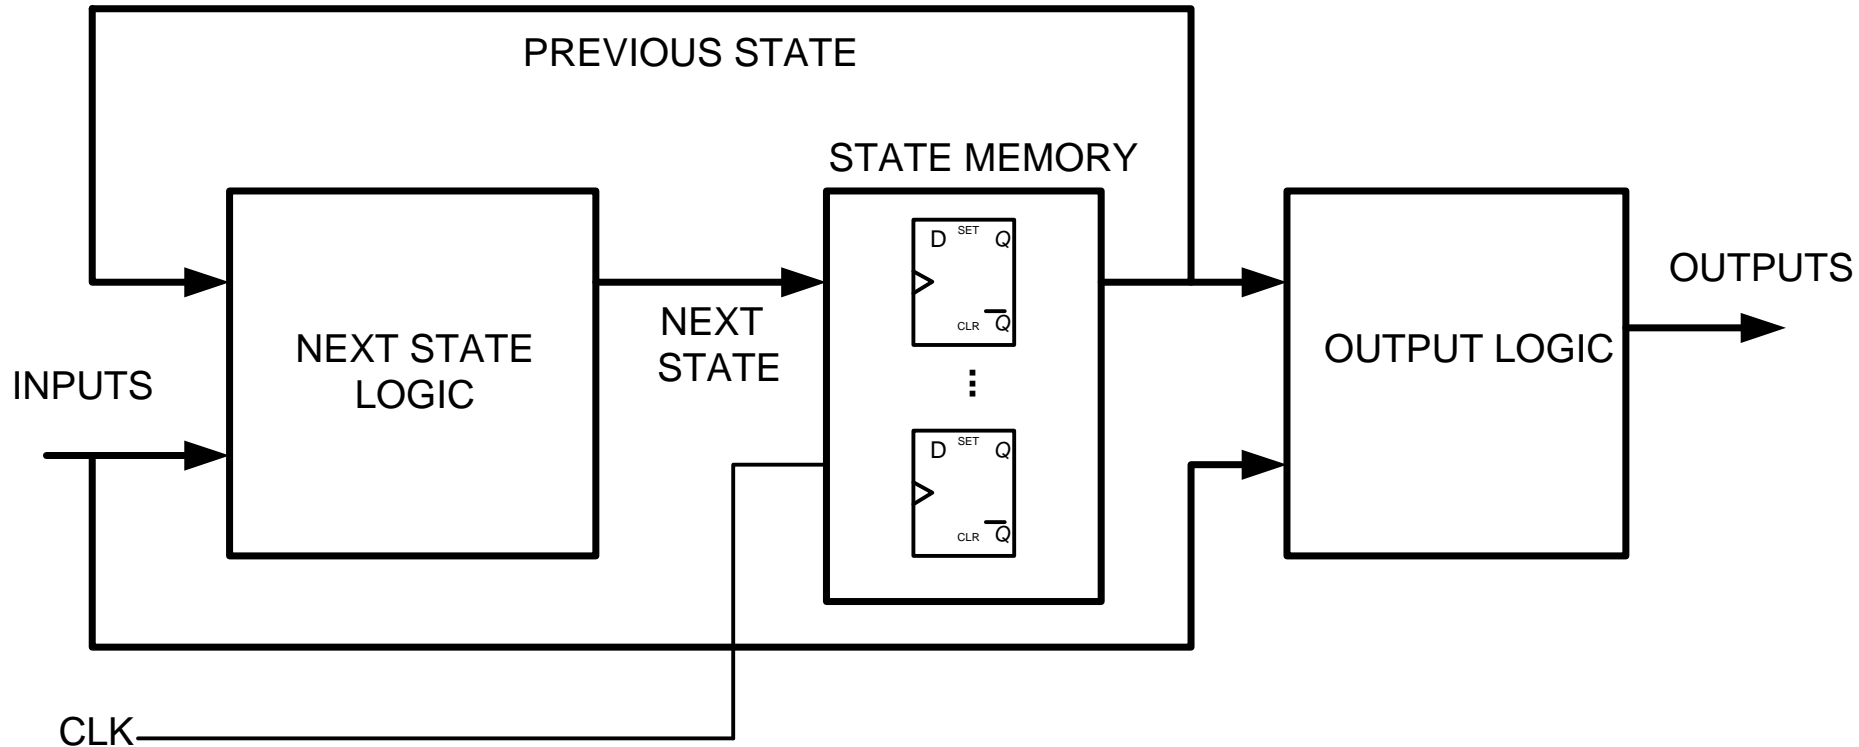 PREVIOUS STATE
STATE MEMORY
D SET Q
CLR Q̅
NEXT STATE
LOGIC
NEXT
STATE
INPUTS
D SET Q
CLR Q̅
OUTPUT LOGIC
OUTPUTS
CLK